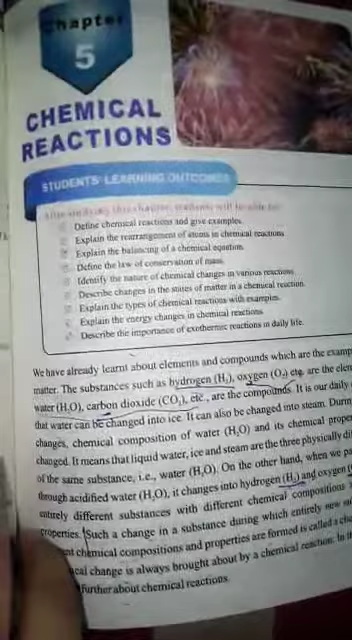 Chapter
5
CHEMICAL
REACTIONS
STUDENTS' LEARNING OUTCOMES
After studying this chapter, students will be able to:
Define chemical reactions and give examples.
Explain the rearrangement of atoms in chemical reactions
Explain the balancing of a chemical equation.
Define the law of conservation of mass.
Identify the nature of chemical changes in various reactions.
Describe changes in the states of matter in a chemical reaction.
Explain the types of chemical reactions with examples.
Explain the energy changes in chemical reactions.
Describe the importance of exothermic reactions in daily life.
We have already learnt about elements and compounds which are the examp
matter. The substances such as hydrogen (H₂), oxygen (O₂) etc. are the elem
water (H₂O), carbon dioxide (CO₂), etc., are the compounds. It is our daily
that water can be changed into ice. It can also be changed into steam. Durin
changes, chemical composition of water (H₂O) and its chemical proper
changed. It means that liquid water, ice and steam are the three physically di
of the same substance, i.e., water (H₂O). On the other hand, when we pa
through acidified water (H₂O), it changes into hydrogen (H₂) and oxygen (
entirely different substances with different chemical compositions
properties. Such a change in a substance during which entirely new su
chemical compositions and properties are formed is called a che
change is always brought about by a chemical reaction. In
further about chemical reactions.